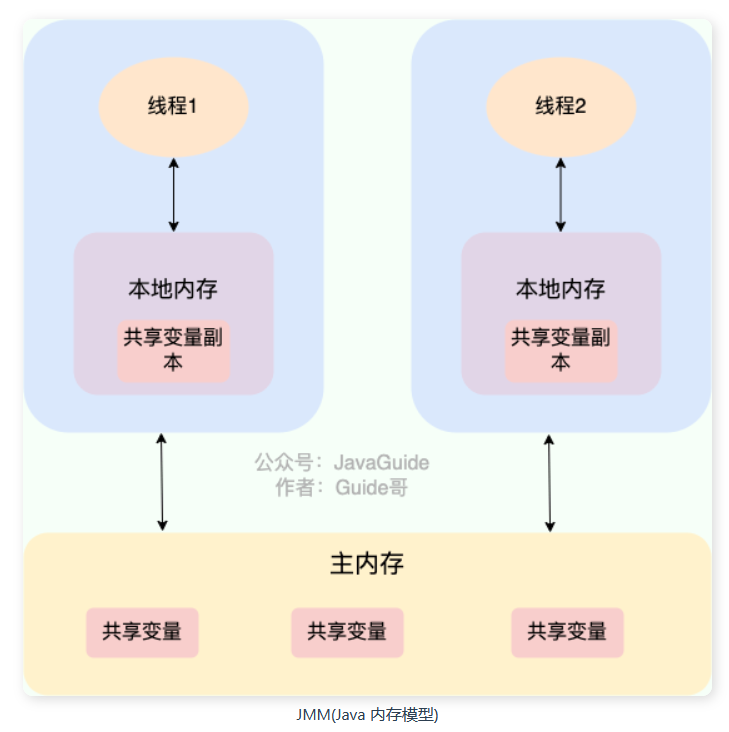 线程1
线程2
本地内存
本地内存
共享变量副
本
共享变量副
本
公众号：JavaGuide
作者：Guide哥
主内存
共享变量
共享变量
共享变量
JMM(Java 内存模型)